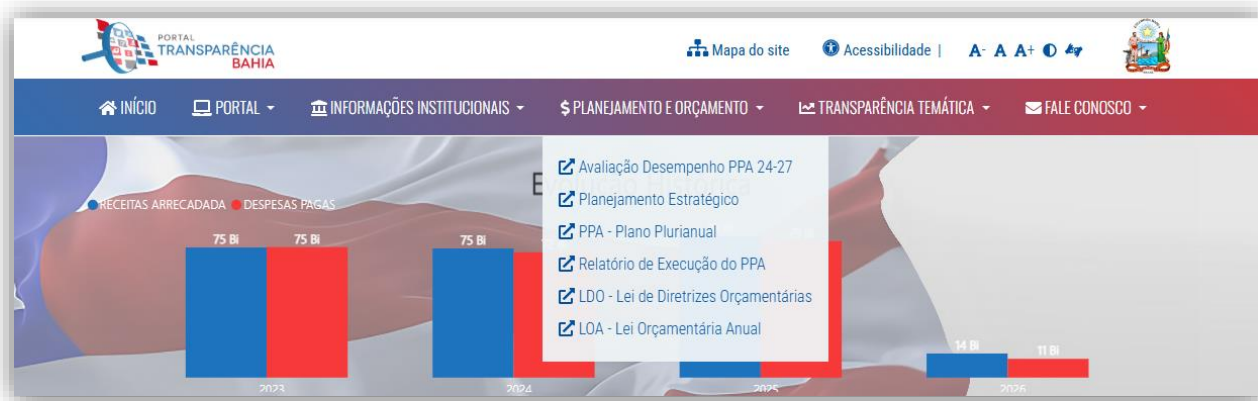 PORTAL
TRANSPARÊNCIA
BAHIA
Mapa do site
Acessibilidade |
A- A A+
INÍCIO
PORTAL
INFORMAÇÕES INSTITUCIONAIS
$ PLANEJAMENTO E ORÇAMENTO
TRANSPARÊNCIA TEMÁTICA
FALE CONOSCO
Avaliação Desempenho PPA 24-27
Planejamento Estratégico
PPA - Plano Plurianual
Relatório de Execução do PPA
LDO - Lei de Diretrizes Orçamentárias
LOA - Lei Orçamentária Anual
Evolução Histórica
RECEITAS ARRECADADA DESPESAS PAGAS
75 Bi 75 Bi 75 Bi
14 Bi 11 Bi
2023 2024 2025 2026